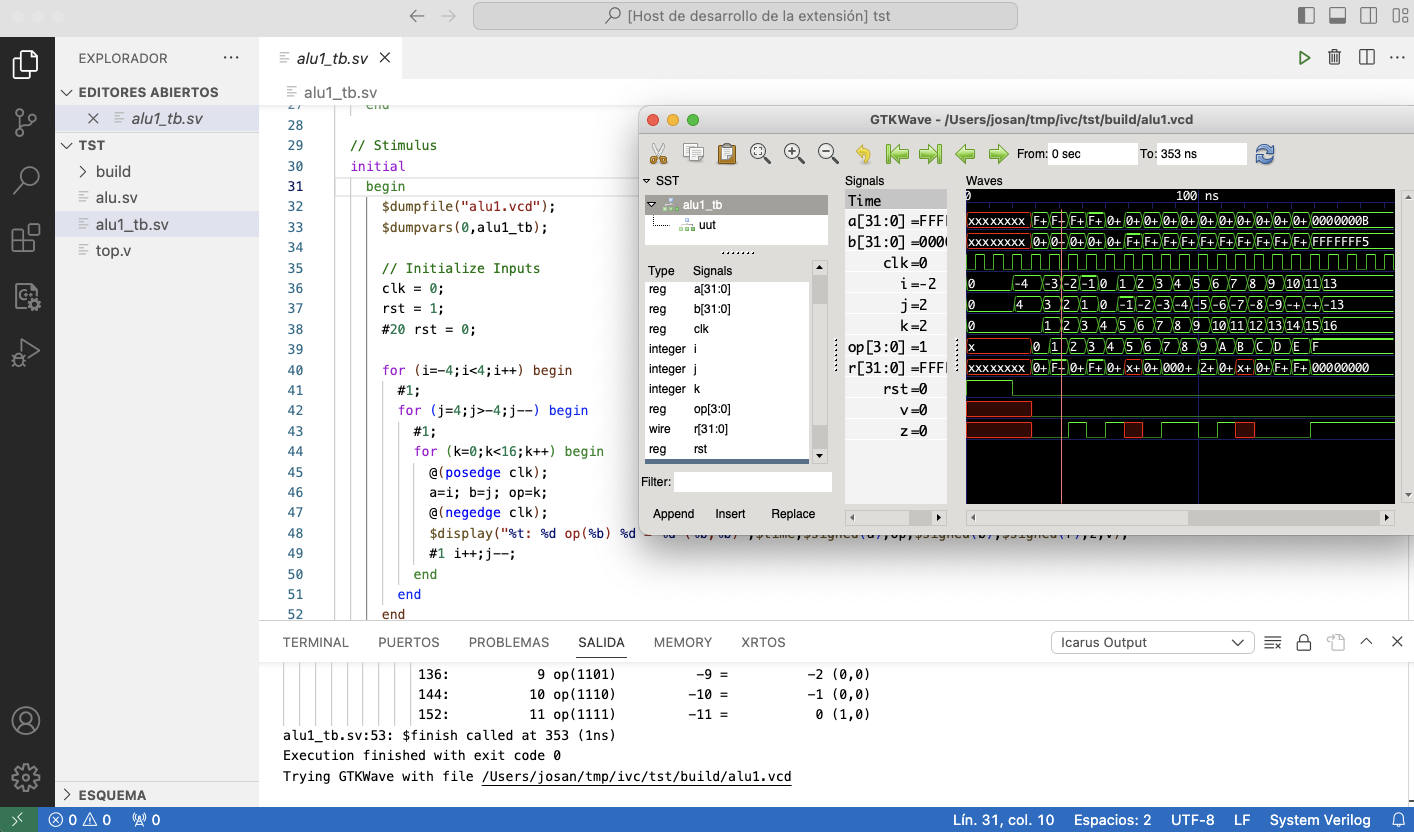 [Host de desarrollo de la extensión] tst
EXPLORADOR
EDITORES ABIERTOS
alu1_tb.sv
TST
build
alu.sv
alu1_tb.sv
top.v
ESQUEMA
alu1_tb.sv
alu1_tb.sv
27 end
28
29 // Stimulus
30 initial
31 begin
32 $dumpfile("alu1.vcd");
33 $dumpvars(0,alu1_tb);
34
35 // Initialize Inputs
36 clk = 0;
37 rst = 1;
38 #20 rst = 0;
39
40 for (i=-4;i<4;i++) begin
41 #1;
42 for (j=4;j>-4;j--) begin
43 #1;
44 for (k=0;k<16;k++) begin
45 @(posedge clk);
46 a=i; b=j; op=k;
47 @(negedge clk);
48 $display("%t: %d op(%b) %d = %d (%b,%b)",$time,$signed(a),op,$signed(b),$signed(r),z,v);
49 #1 i++;j--;
50 end
51 end
52 end
GTKWave - /Users/josan/tmp/ivc/tst/build/alu1.vcd
From: 0 sec To: 353 ns
SST
alu1_tb
uut
Type Signals
reg a[31:0]
reg b[31:0]
reg clk
integer i
integer j
integer k
reg op[3:0]
wire r[31:0]
reg rst
Filter:
Append Insert Replace
Signals
Time
a[31:0] =FFF
b[31:0] =000
clk=0
i=-2
j=2
k=2
op[3:0] =1
r[31:0] =FFF
rst=0
v=0
z=0
Waves
0 100 ns
xxxxxxxx F+ F+ F+ F+ 0+ 0+ 0+ 0+ 0+ 0+ 0+ 0+ 0+ 0+ 0+ 0000000B
xxxxxxxx 0+ 0+ 0+ 0+ 0+ F+ F+ F+ F+ F+ F+ F+ F+ F+ F+ FFFFFFF5
0 -4 -3 -2 -1 0 1 2 3 4 5 6 7 8 9 10 11 13
0 4 3 2 1 0 -1 -2 -3 -4 -5 -6 -7 -8 -9 -+ -+ -13
0 1 2 3 4 5 6 7 8 9 10 11 12 13 14 15 16
x 0 1 2 3 4 5 6 7 8 9 A B C D E F
xxxxxxxx 0+ F+ 0+ F+ 0+ x+ 0+ 000+ 2+ 0+ x+ 0+ F+ F+ 00000000
TERMINAL PUERTOS PROBLEMAS SALIDA MEMORY XRTOS
Icarus Output
136: 9 op(1101) -9 = -2 (0,0)
144: 10 op(1110) -10 = -1 (0,0)
152: 11 op(1111) -11 = 0 (1,0)
alu1_tb.sv:53: $finish called at 353 (1ns)
Execution finished with exit code 0
Trying GTKWave with file /Users/josan/tmp/ivc/tst/build/alu1.vcd
0 0 0 Lín. 31, col. 10 Espacios: 2 UTF-8 LF System Verilog